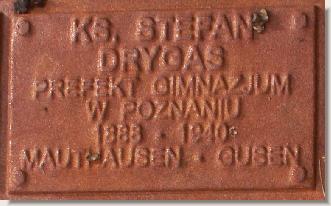 KS. STEFAN
DRYGAS
PREFEKT GIMNAZJUM
W POZNANIU
1888 · 1940
MAUTHAUSEN · GUSEN